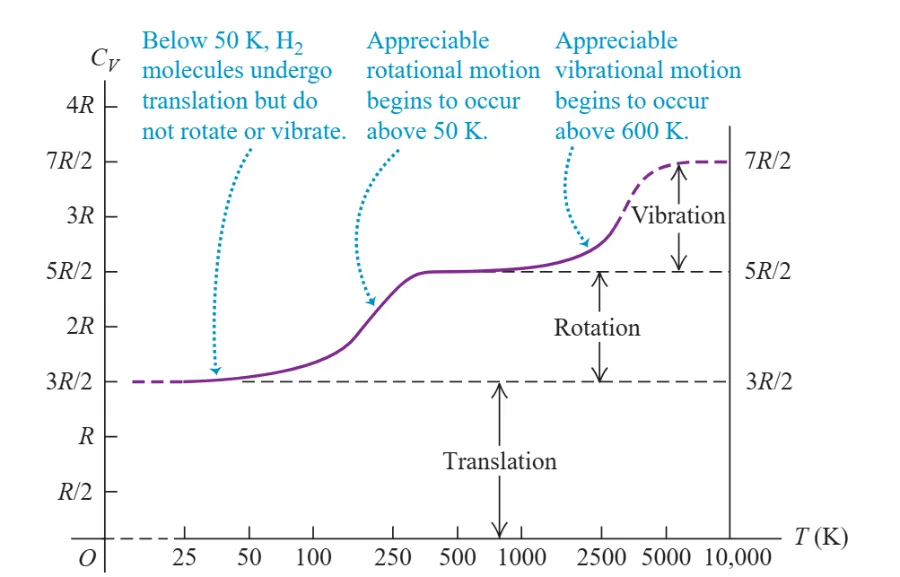 Below 50 K, H₂
molecules undergo
translation but do
not rotate or vibrate.
Appreciable
rotational motion
begins to occur
above 50 K.
Appreciable
vibrational motion
begins to occur
above 600 K.
C_V
4R
7R/2
3R
5R/2
2R
3R/2
R
R/2
O
7R/2
5R/2
3R/2
Vibration
Rotation
Translation
25 50 100 250 500 1000 2500 5000 10,000
T (K)